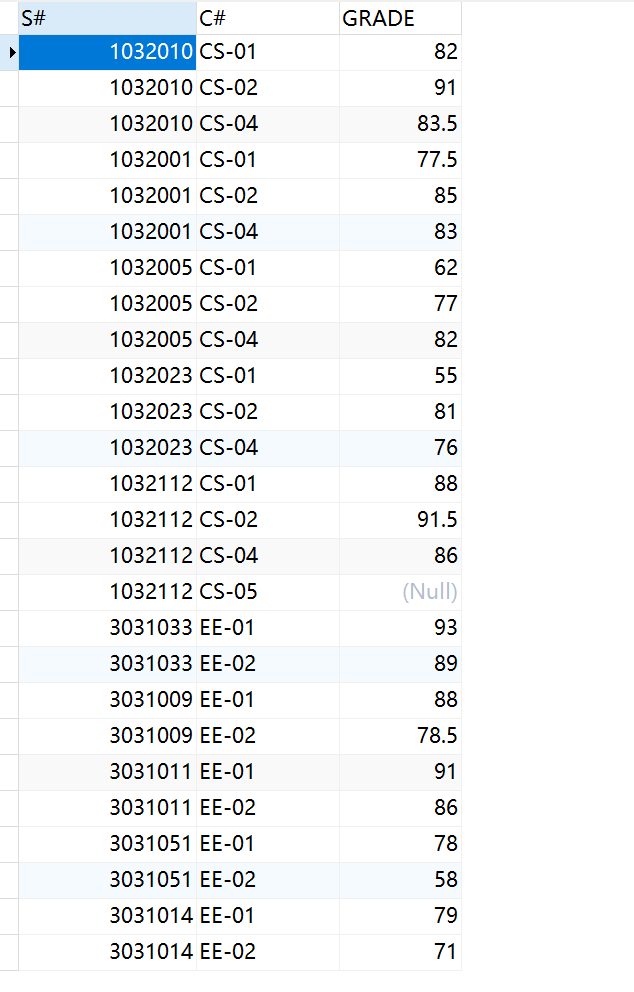 S# C# GRADE
1032010 CS-01 82
1032010 CS-02 91
1032010 CS-04 83.5
1032001 CS-01 77.5
1032001 CS-02 85
1032001 CS-04 83
1032005 CS-01 62
1032005 CS-02 77
1032005 CS-04 82
1032023 CS-01 55
1032023 CS-02 81
1032023 CS-04 76
1032112 CS-01 88
1032112 CS-02 91.5
1032112 CS-04 86
1032112 CS-05 (Null)
3031033 EE-01 93
3031033 EE-02 89
3031009 EE-01 88
3031009 EE-02 78.5
3031011 EE-01 91
3031011 EE-02 86
3031051 EE-01 78
3031051 EE-02 58
3031014 EE-01 79
3031014 EE-02 71